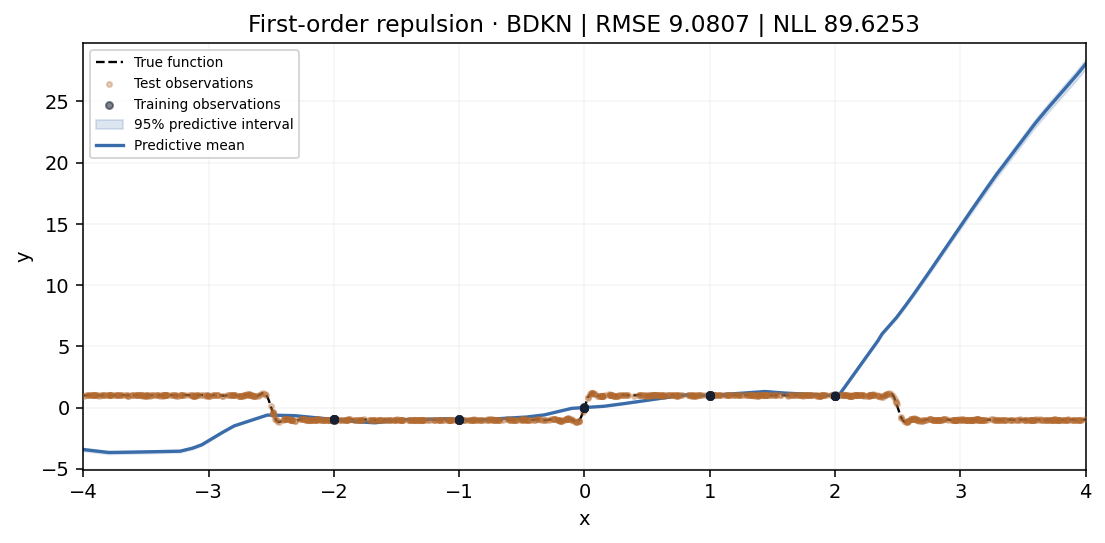 First-order repulsion · BDKN | RMSE 9.0807 | NLL 89.6253
True function
Test observations
Training observations
95% predictive interval
Predictive mean
y
25
20
15
10
5
0
−5
−4
−3
−2
−1
0
1
2
3
4
x